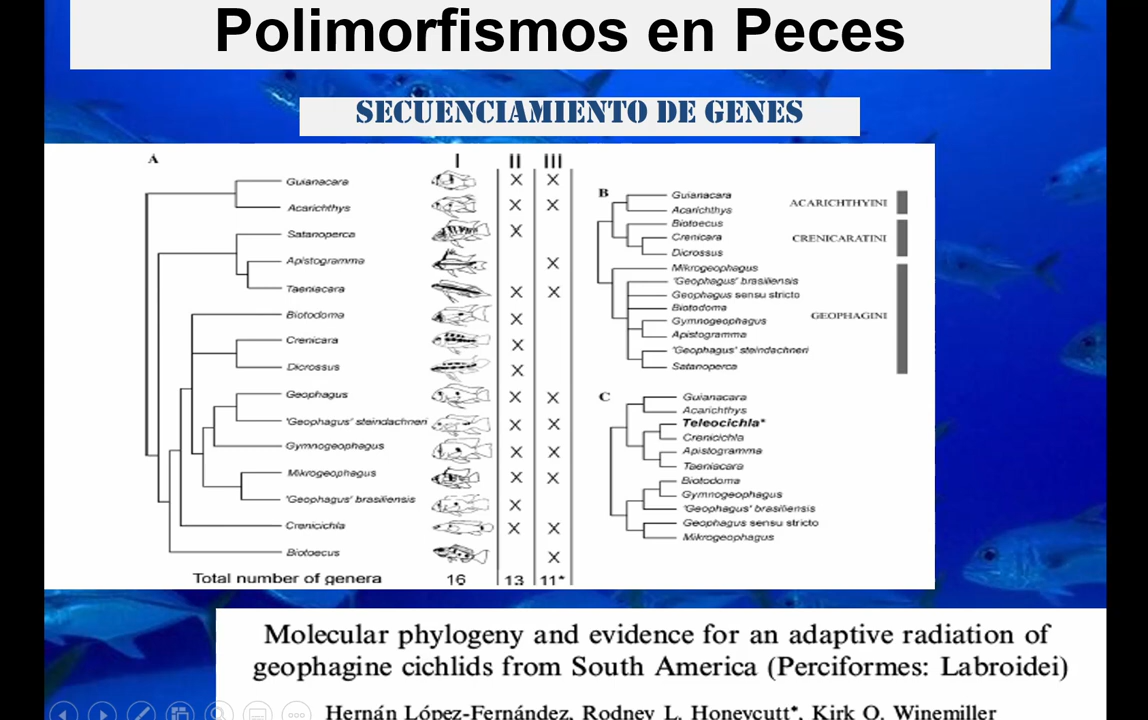 Polimorfismos en Peces
SECUENCIAMIENTO DE GENES
A I II III
Guianacara X X
Acarichthys X X
Satanoperca X
Apistogramma X
Taeniacara X X
Biotodoma X
Crenicara X
Dicrossus X
Geophagus X X
'Geophagus' steindachneri X X
Gymnogeophagus X X
Mikrogeophagus X X
'Geophagus' brasiliensis X
Crenicichla X X
Biotoecus X
Total number of genera 16 13 11*
B
Guianacara
Acarichthys
ACARICHTHYINI
Biotoecus
Crenicara
Dicrossus
CRENICARATINI
Mikrogeophagus
'Geophagus' brasiliensis
Geophagus sensu stricto
Biotodoma
Gymnogeophagus
Apistogramma
'Geophagus' steindachneri
Satanoperca
GEOPHAGINI
C
Guianacara
Acarichthys
Teleocichla*
Crenicichla
Apistogramma
Taeniacara
Biotodoma
Gymnogeophagus
'Geophagus' brasiliensis
Geophagus sensu stricto
Mikrogeophagus
Molecular phylogeny and evidence for an adaptive radiation of
geophagine cichlids from South America (Perciformes: Labroidei)
Hernán López-Fernández, Rodney L. Honeycutt*, Kirk O. Winemiller